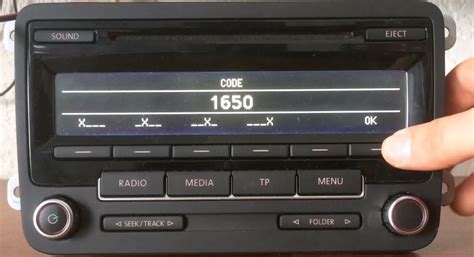 SOUND EJECT
CODE
1650
X___ _X__ __X_ ___X OK
RADIO MEDIA TP MENU
SEEK / TRACK FOLDER